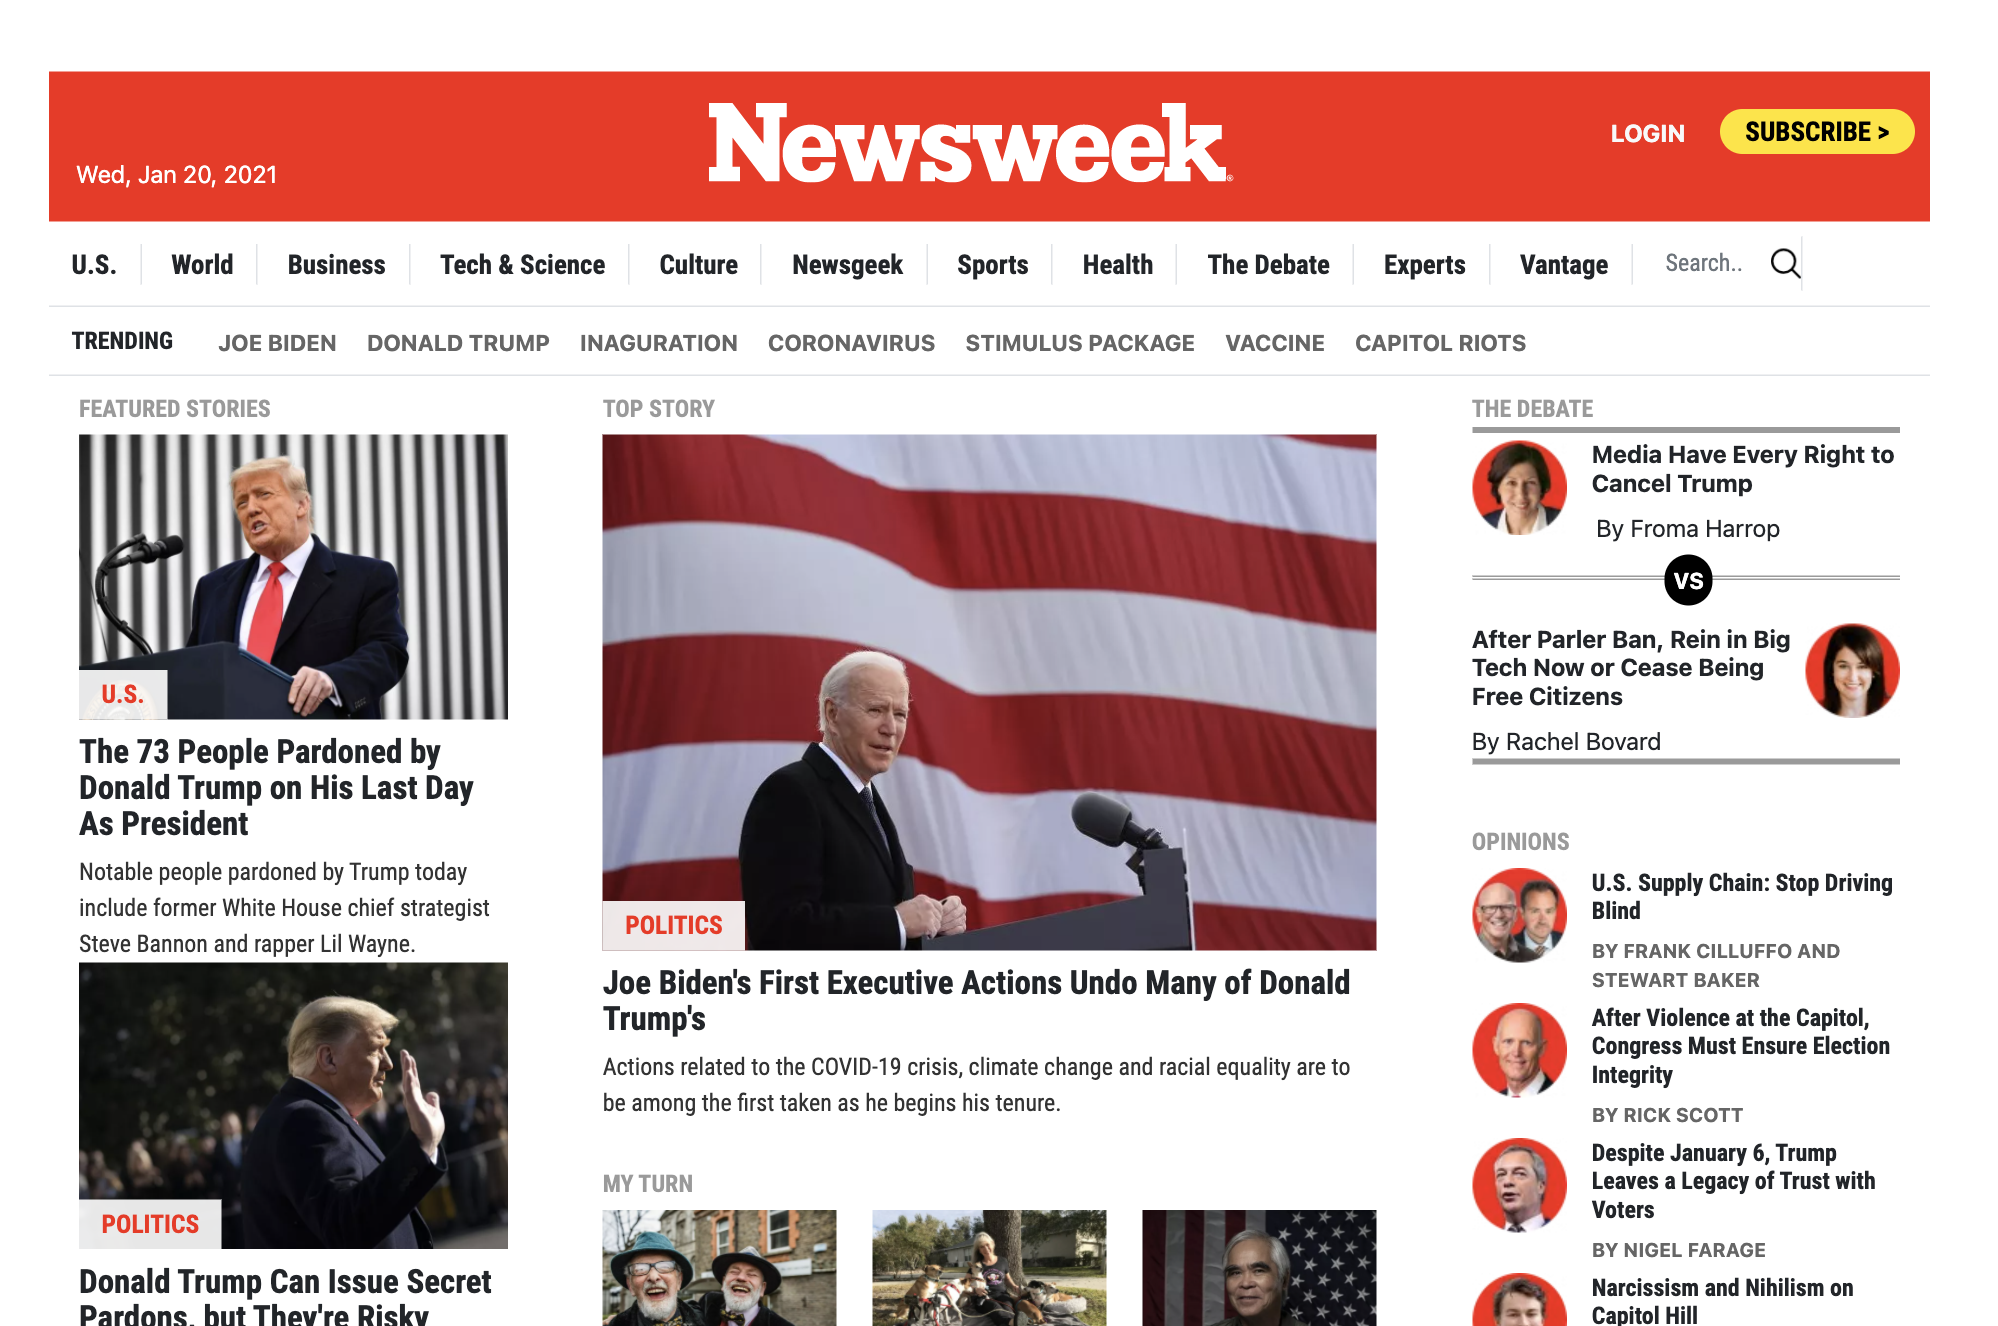 Newsweek
LOGIN
SUBSCRIBE >
Wed, Jan 20, 2021
U.S.
World
Business
Tech & Science
Culture
Newsgeek
Sports
Health
The Debate
Experts
Vantage
Search..
TRENDING
JOE BIDEN
DONALD TRUMP
INAGURATION
CORONAVIRUS
STIMULUS PACKAGE
VACCINE
CAPITOL RIOTS
FEATURED STORIES
U.S.
The 73 People Pardoned by
Donald Trump on His Last Day
As President
Notable people pardoned by Trump today
include former White House chief strategist
Steve Bannon and rapper Lil Wayne.
POLITICS
Donald Trump Can Issue Secret
Pardons, but They're Risky
TOP STORY
POLITICS
Joe Biden's First Executive Actions Undo Many of Donald
Trump's
Actions related to the COVID-19 crisis, climate change and racial equality are to
be among the first taken as he begins his tenure.
MY TURN
THE DEBATE
Media Have Every Right to
Cancel Trump
By Froma Harrop
VS
After Parler Ban, Rein in Big
Tech Now or Cease Being
Free Citizens
By Rachel Bovard
OPINIONS
U.S. Supply Chain: Stop Driving
Blind
BY FRANK CILLUFFO AND
STEWART BAKER
After Violence at the Capitol,
Congress Must Ensure Election
Integrity
BY RICK SCOTT
Despite January 6, Trump
Leaves a Legacy of Trust with
Voters
BY NIGEL FARAGE
Narcissism and Nihilism on
Capitol Hill